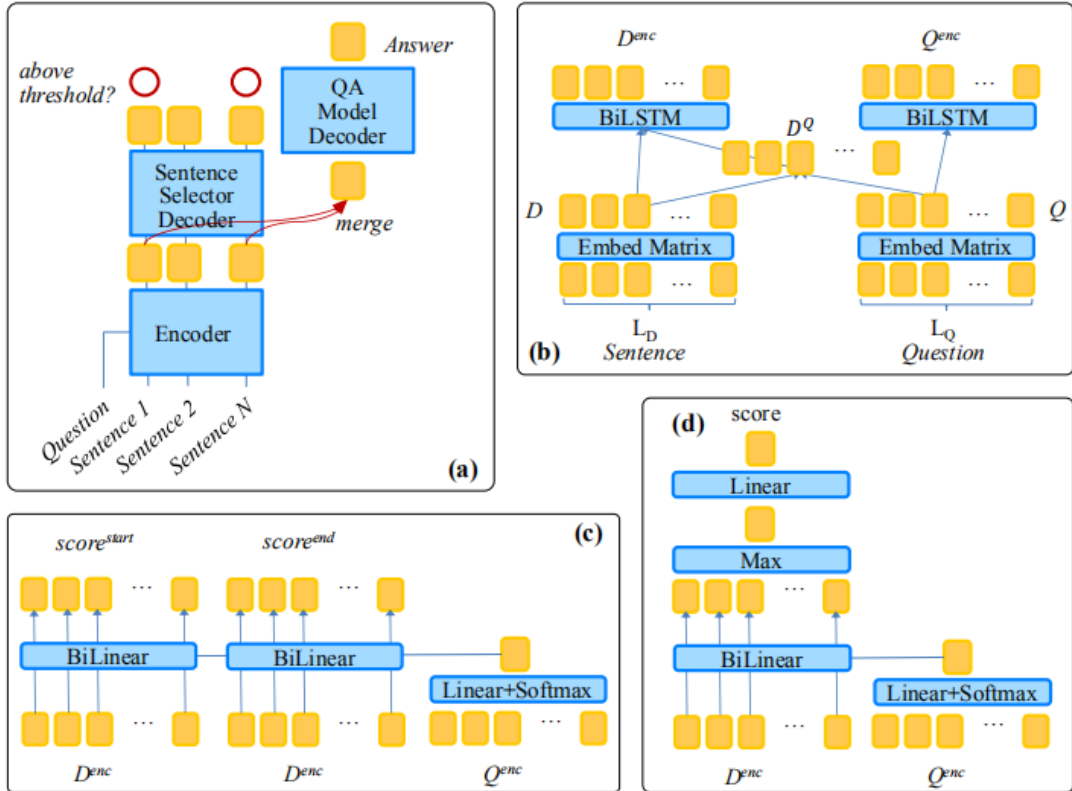 Answer
above
threshold?
QA
Model
Decoder
Sentence
Selector
Decoder
merge
Encoder
Question
Sentence 1
Sentence 2
Sentence N
(a)
D^enc
Q^enc
...
...
BiLSTM
BiLSTM
D^Q
...
D
...
...
Q
Embed Matrix
Embed Matrix
...
...
L_D
L_Q
(b)
Sentence
Question
(c)
score^start
score^end
...
...
BiLinear
BiLinear
Linear+Softmax
...
...
...
D^enc
D^enc
Q^enc
(d)
score
Linear
Max
...
BiLinear
Linear+Softmax
...
...
D^enc
Q^enc